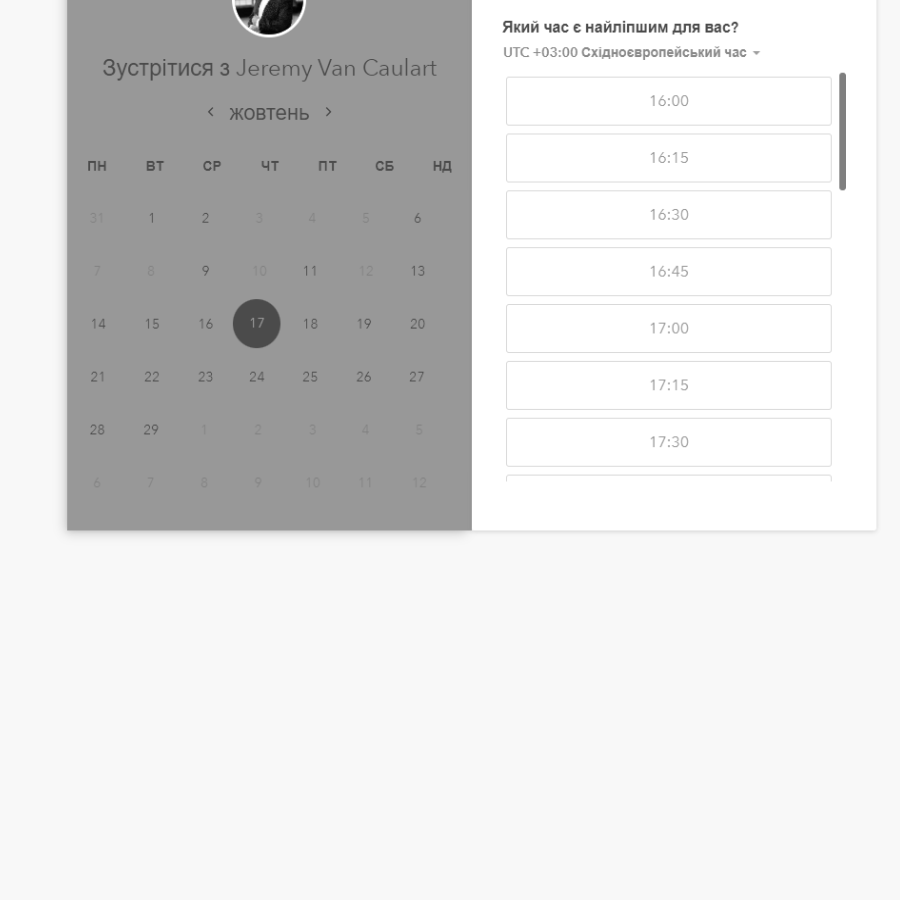 Зустрітися з Jeremy Van Caulart
жовтень
ПН ВТ СР ЧТ ПТ СБ НД
31 1 2 3 4 5 6
7 8 9 10 11 12 13
14 15 16 17 18 19 20
21 22 23 24 25 26 27
28 29 1 2 3 4 5
6 7 8 9 10 11 12
Який час є найліпшим для вас?
UTC +03:00 Східноєвропейський час
16:00
16:15
16:30
16:45
17:00
17:15
17:30